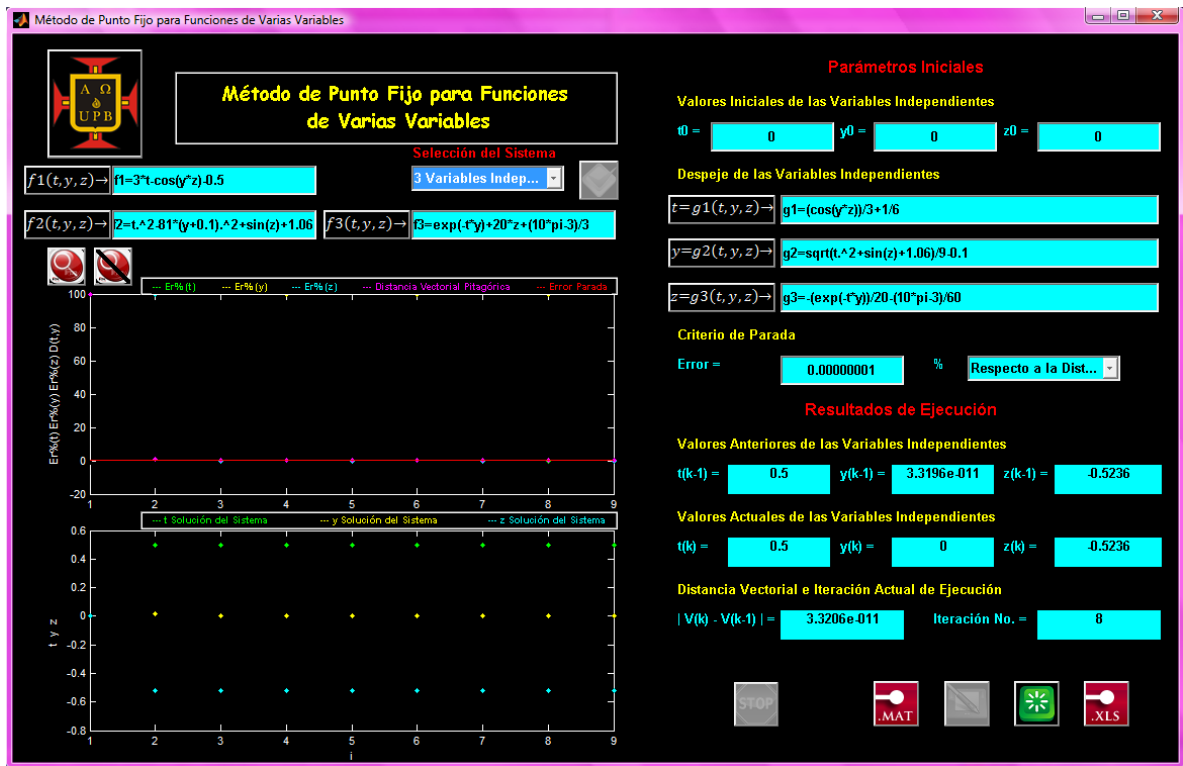 Método de Punto Fijo para Funciones de Varias Variables
Α Ω
UPB
Método de Punto Fijo para Funciones
de Varias Variables
Selección del Sistema
3 Variables Indep...
f1(t,y,z)→
f1=3*t-cos(y*z)-0.5
f2(t,y,z)→
f2=t.^2-81*(y+0.1).^2+sin(z)+1.06
f3(t,y,z)→
f3=exp(-t*y)+20*z+(10*pi-3)/3
--- Er%(t) --- Er%(y) --- Er%(z) --- Distancia Vectorial Pitagórica --- Error Parada
Er%(t) Er%(y) Er%(z) D(t,y)
100
80
60
40
20
0
-20
1 2 3 4 5 6 7 8 9
--- t Solución del Sistema --- y Solución del Sistema --- z Solución del Sistema
t y z
0.6
0.4
0.2
0
-0.2
-0.4
-0.6
-0.8
1 2 3 4 5 6 7 8 9
i
Parámetros Iniciales
Valores Iniciales de las Variables Independientes
t0 = 0 y0 = 0 z0 = 0
Despeje de las Variables Independientes
t=g1(t,y,z)→ g1=(cos(y*z))/3+1/6
y=g2(t,y,z)→ g2=sqrt(t.^2+sin(z)+1.06)/9-0.1
z=g3(t,y,z)→ g3=-(exp(-t*y))/20-(10*pi-3)/60
Criterio de Parada
Error = 0.00000001 % Respecto a la Dist...
Resultados de Ejecución
Valores Anteriores de las Variables Independientes
t(k-1) = 0.5 y(k-1) = 3.3196e-011 z(k-1) = -0.5236
Valores Actuales de las Variables Independientes
t(k) = 0.5 y(k) = 0 z(k) = -0.5236
Distancia Vectorial e Iteración Actual de Ejecución
| V(k) - V(k-1) | = 3.3206e-011 Iteración No. = 8
STOP
.MAT
.XLS